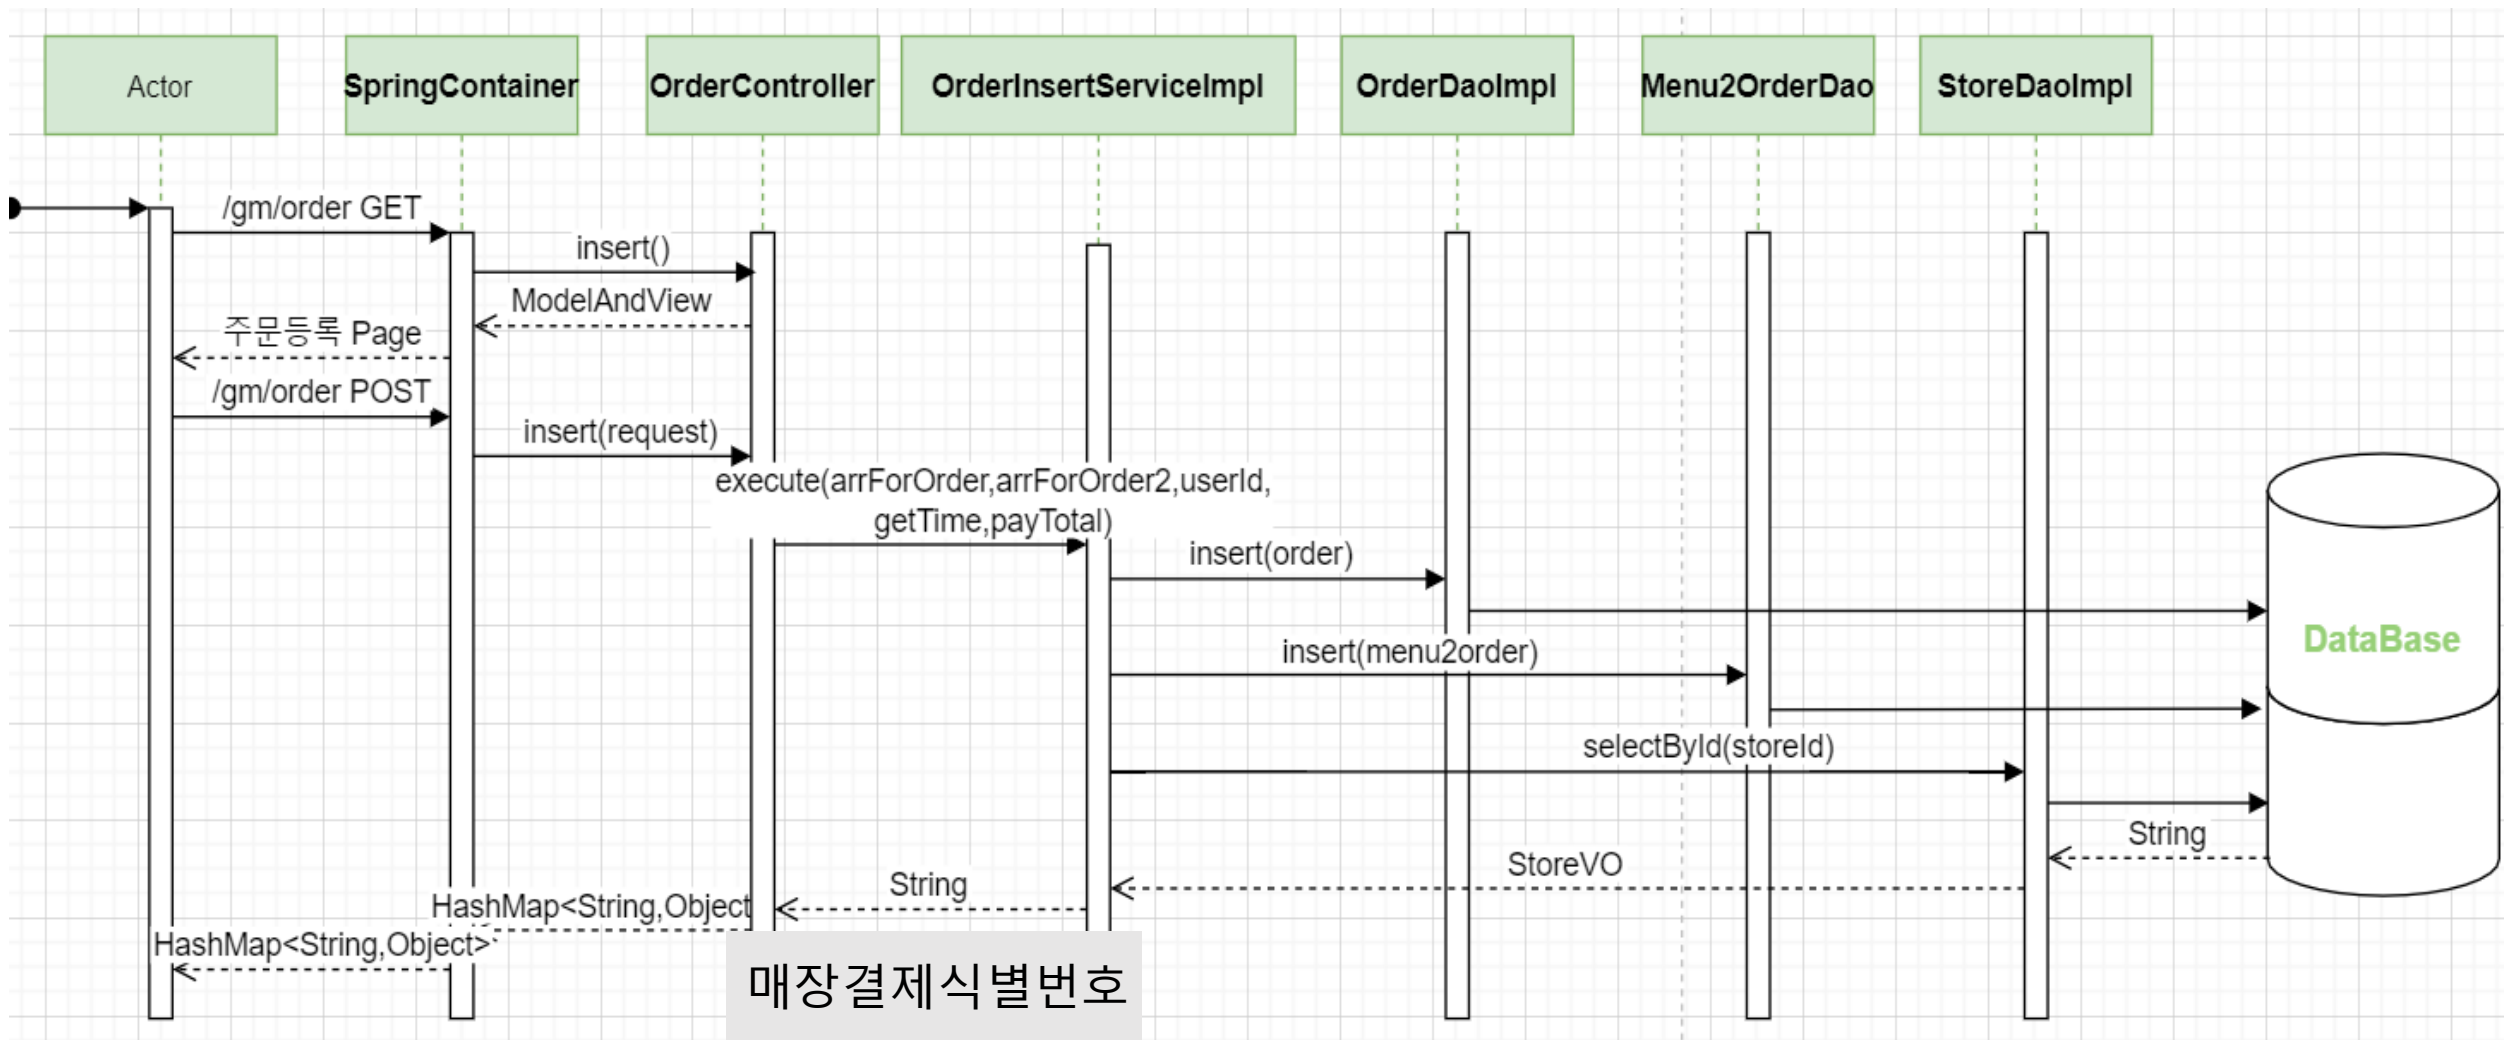 Actor
SpringContainer
OrderController
OrderInsertServiceImpl
OrderDaoImpl
Menu2OrderDao
StoreDaoImpl
/gm/order GET
insert()
ModelAndView
주문등록 Page
/gm/order POST
insert(request)
execute(arrForOrder,arrForOrder2,userId,
getTime,payTotal)
insert(order)
DataBase
insert(menu2order)
selectById(storeId)
String
StoreVO
String
HashMap<String,Object
HashMap<String,Object>
매장결제식별번호